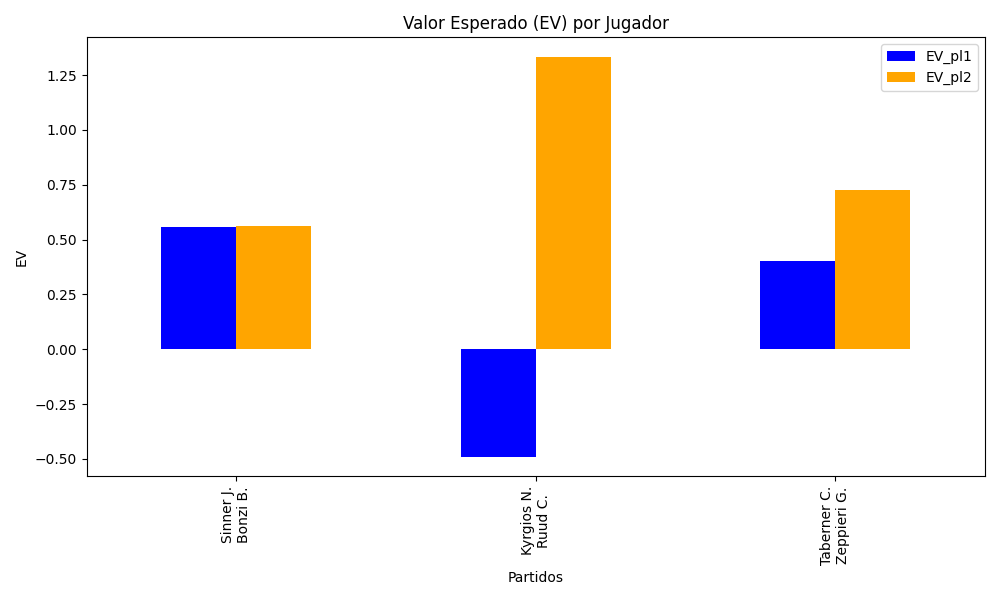 Valor Esperado (EV) por Jugador
EV_pl1
EV_pl2
EV
1.25
1.00
0.75
0.50
0.25
0.00
−0.25
−0.50
Sinner J.
Bonzi B.
Kyrgios N.
Ruud C.
Taberner C.
Zeppieri G.
Partidos